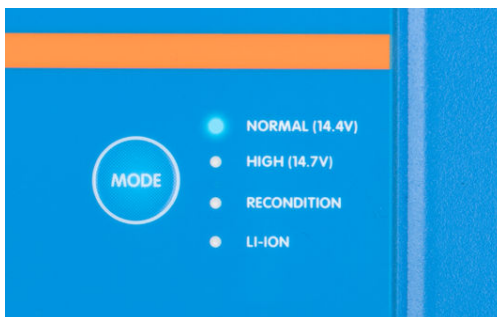 NORMAL (14.4V)
HIGH (14.7V)
MODE
RECONDITION
LI-ION